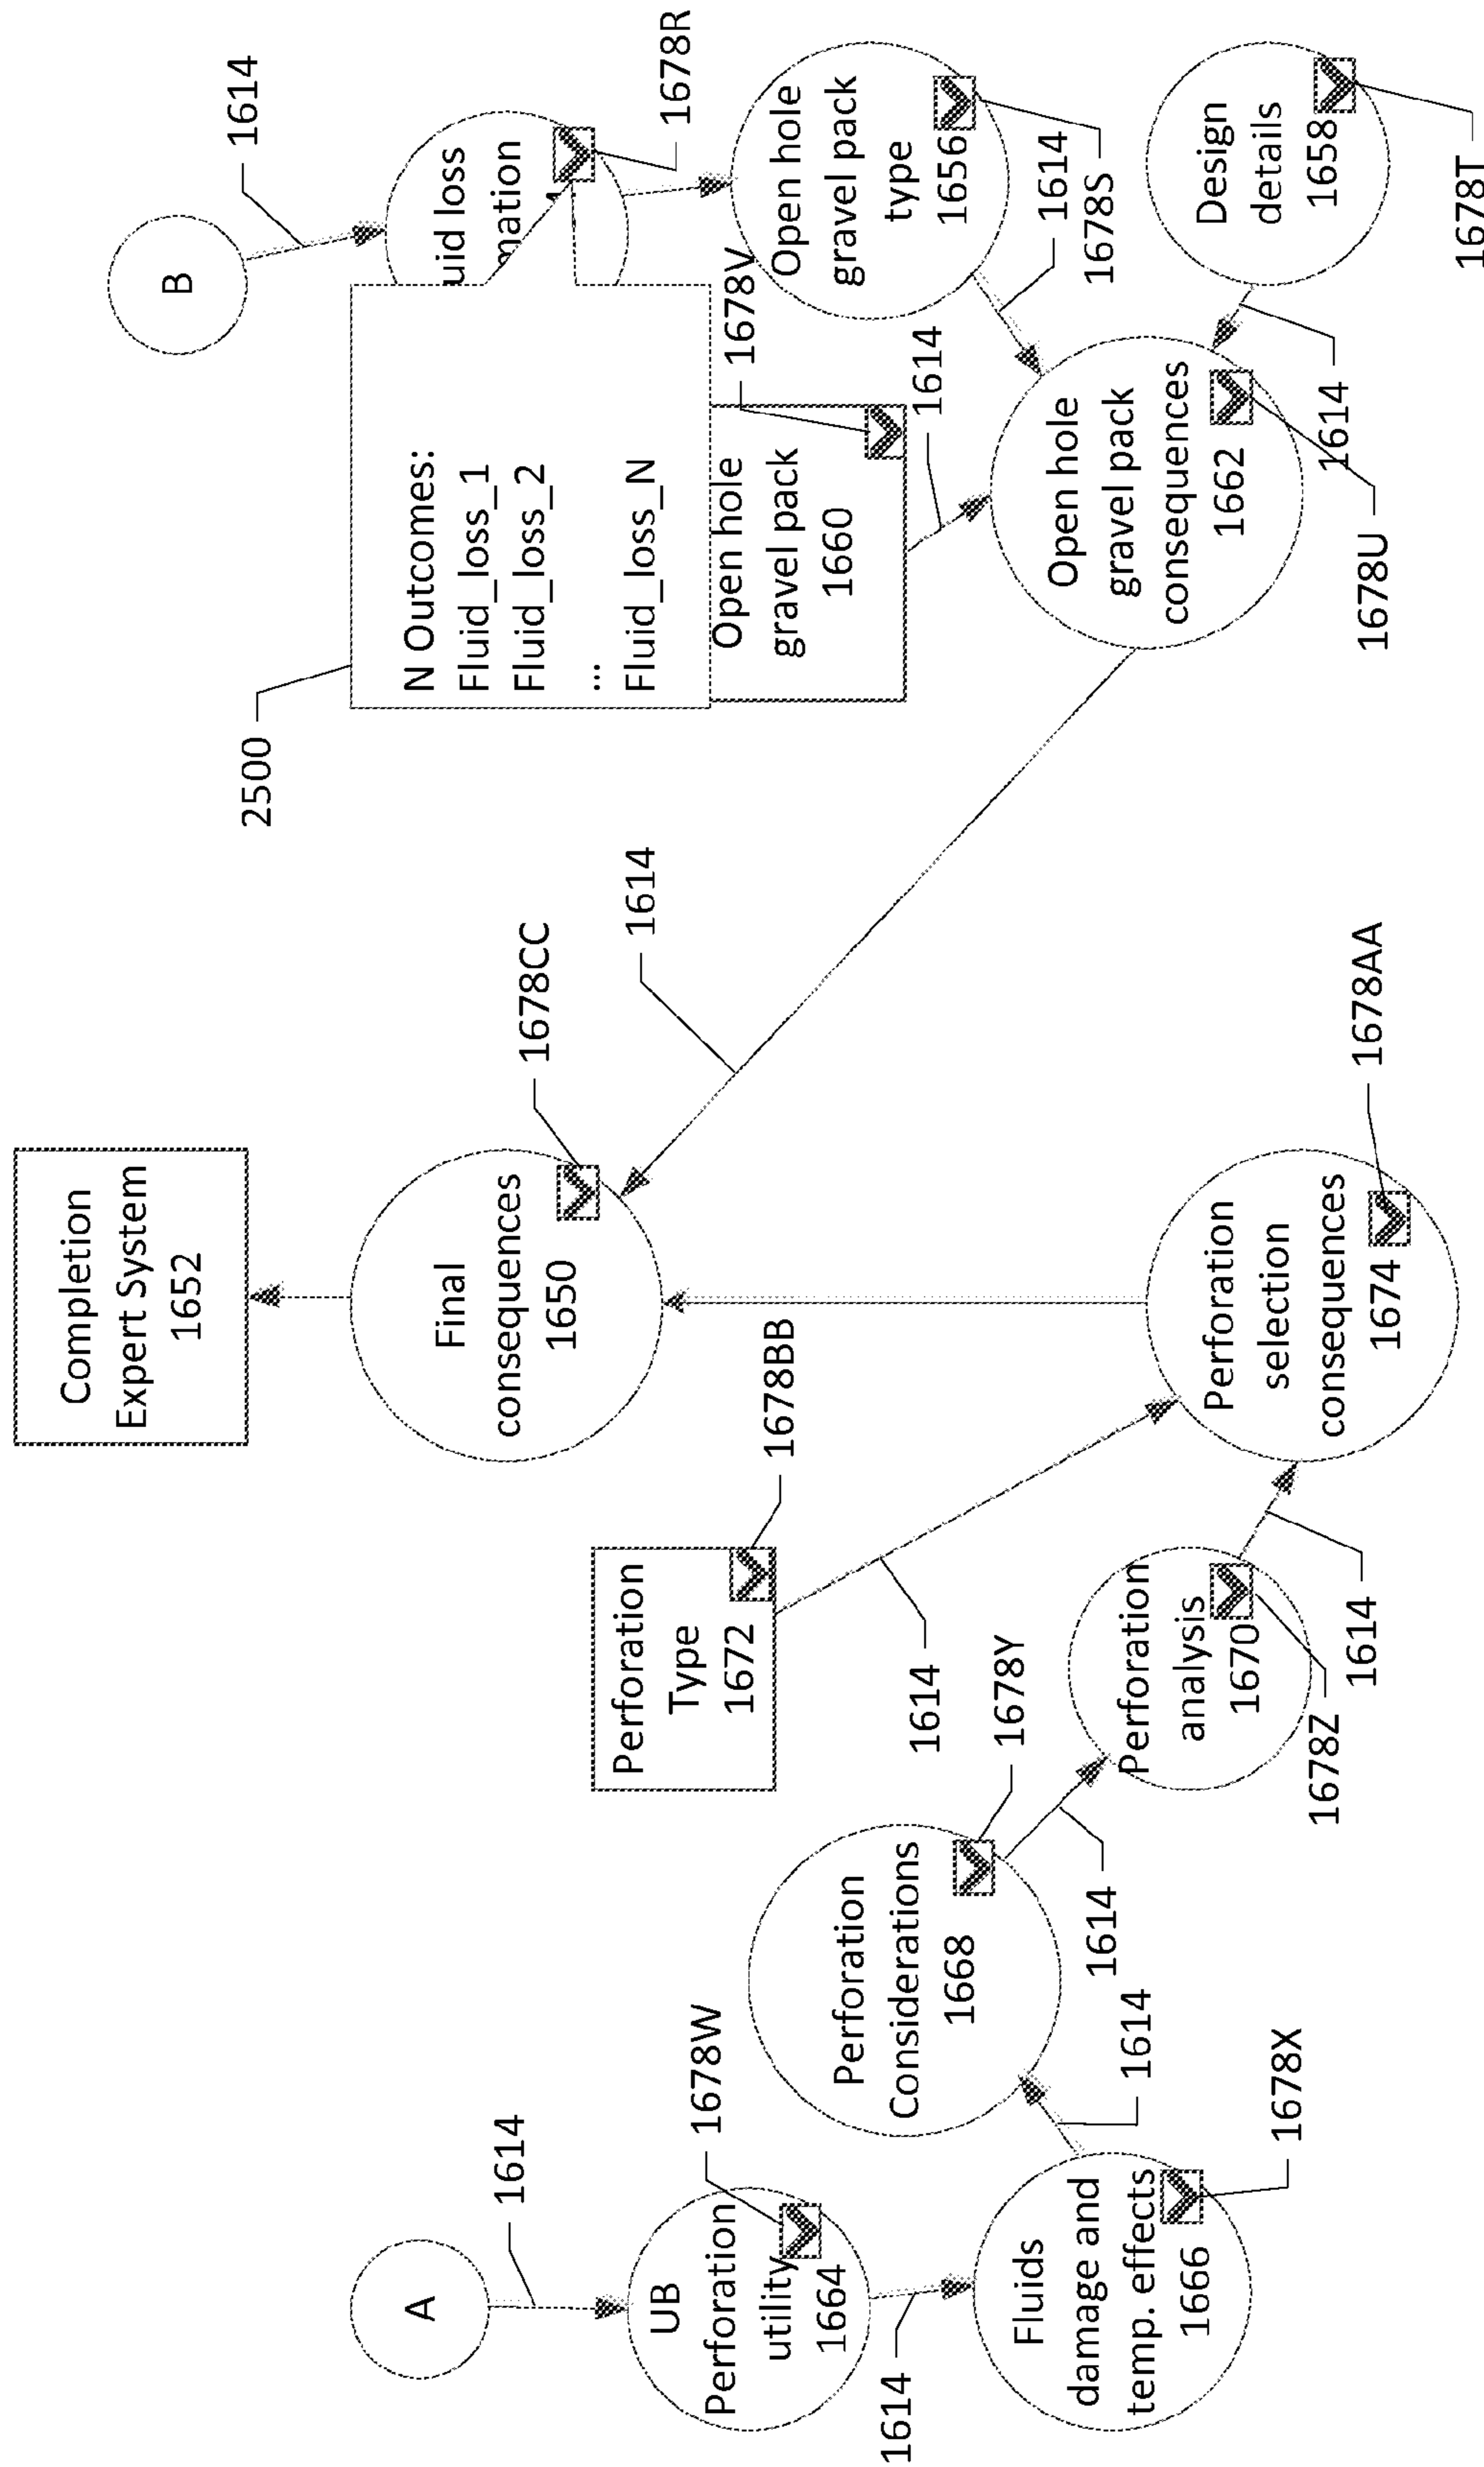 Completion
Expert System
1652
B
1614
2500
N Outcomes:
Fluid_loss_1
Fluid_loss_2
...
Fluid_loss_N
uid loss
mation
1678R
A
1614
Final
consequences
1650
1678CC
1614
1678V
Open hole
gravel pack
1660
1614
Open hole
gravel pack
type
1656
1614
1678S
UB
Perforation
utility
1664
1678W
Perforation
Type
1672
1678BB
1614
1614
Perforation
Considerations
1668
1678Y
Open hole
gravel pack
consequences
1662
1614
1678U
Design
details
1658
1678T
Fluids
damage and
temp. effects
1666
1678X
1614
1614
Perforation
analysis
1670
1678Z
1614
Perforation
selection
consequences
1674
1678AA